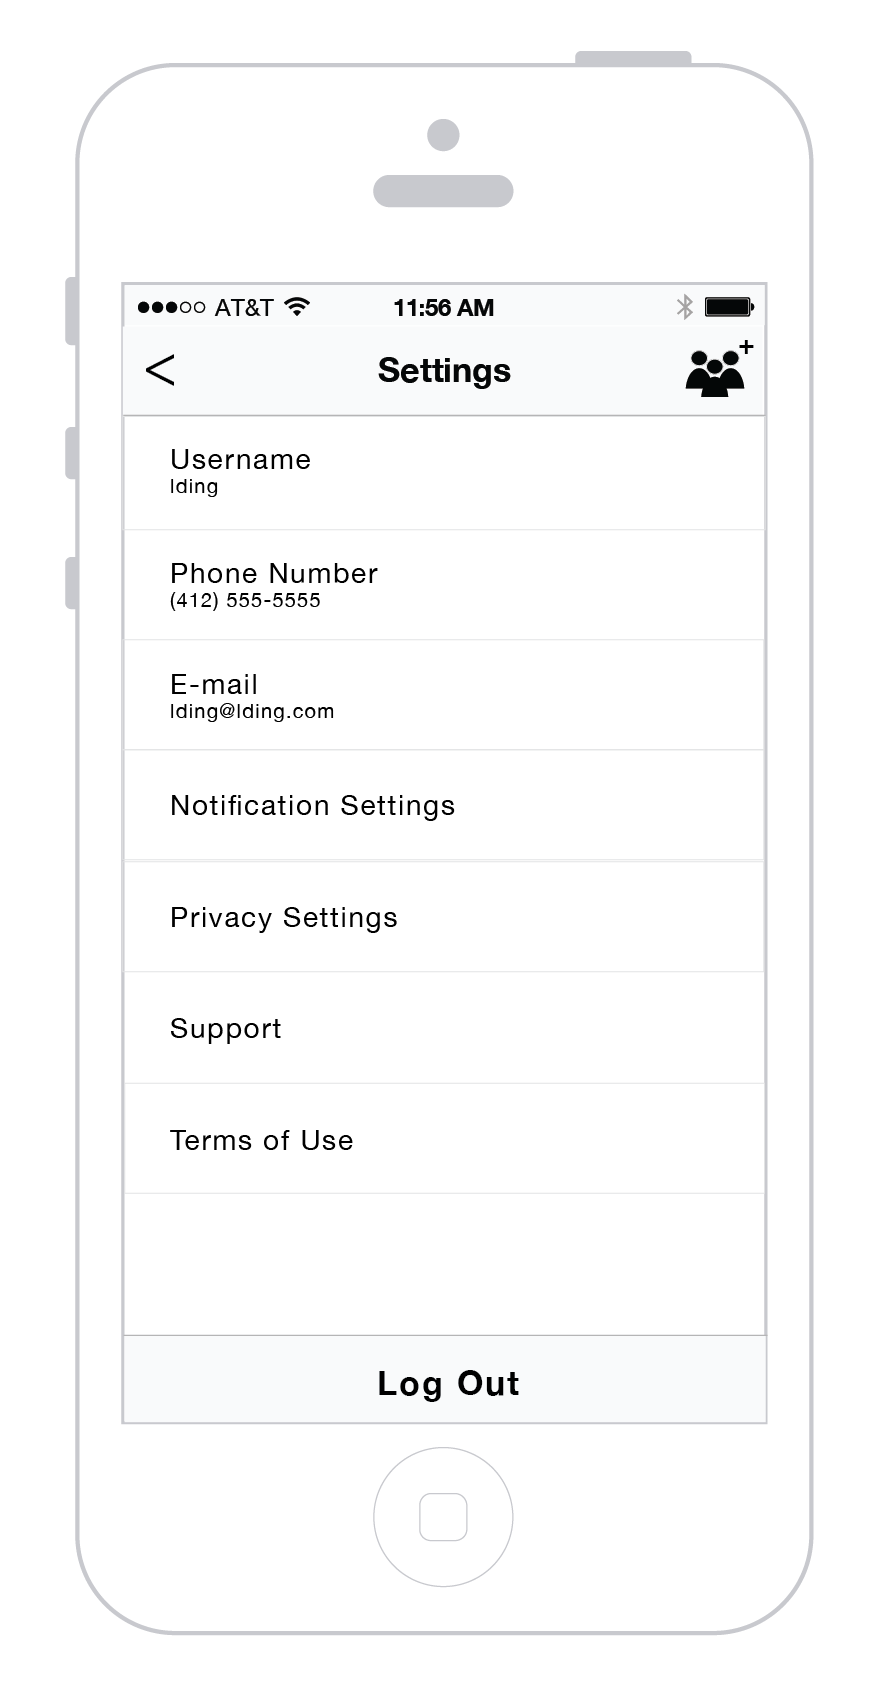 AT&T 11:56 AM
< Settings
Username
lding
Phone Number
(412) 555-5555
E-mail
lding@lding.com
Notification Settings
Privacy Settings
Support
Terms of Use
Log Out